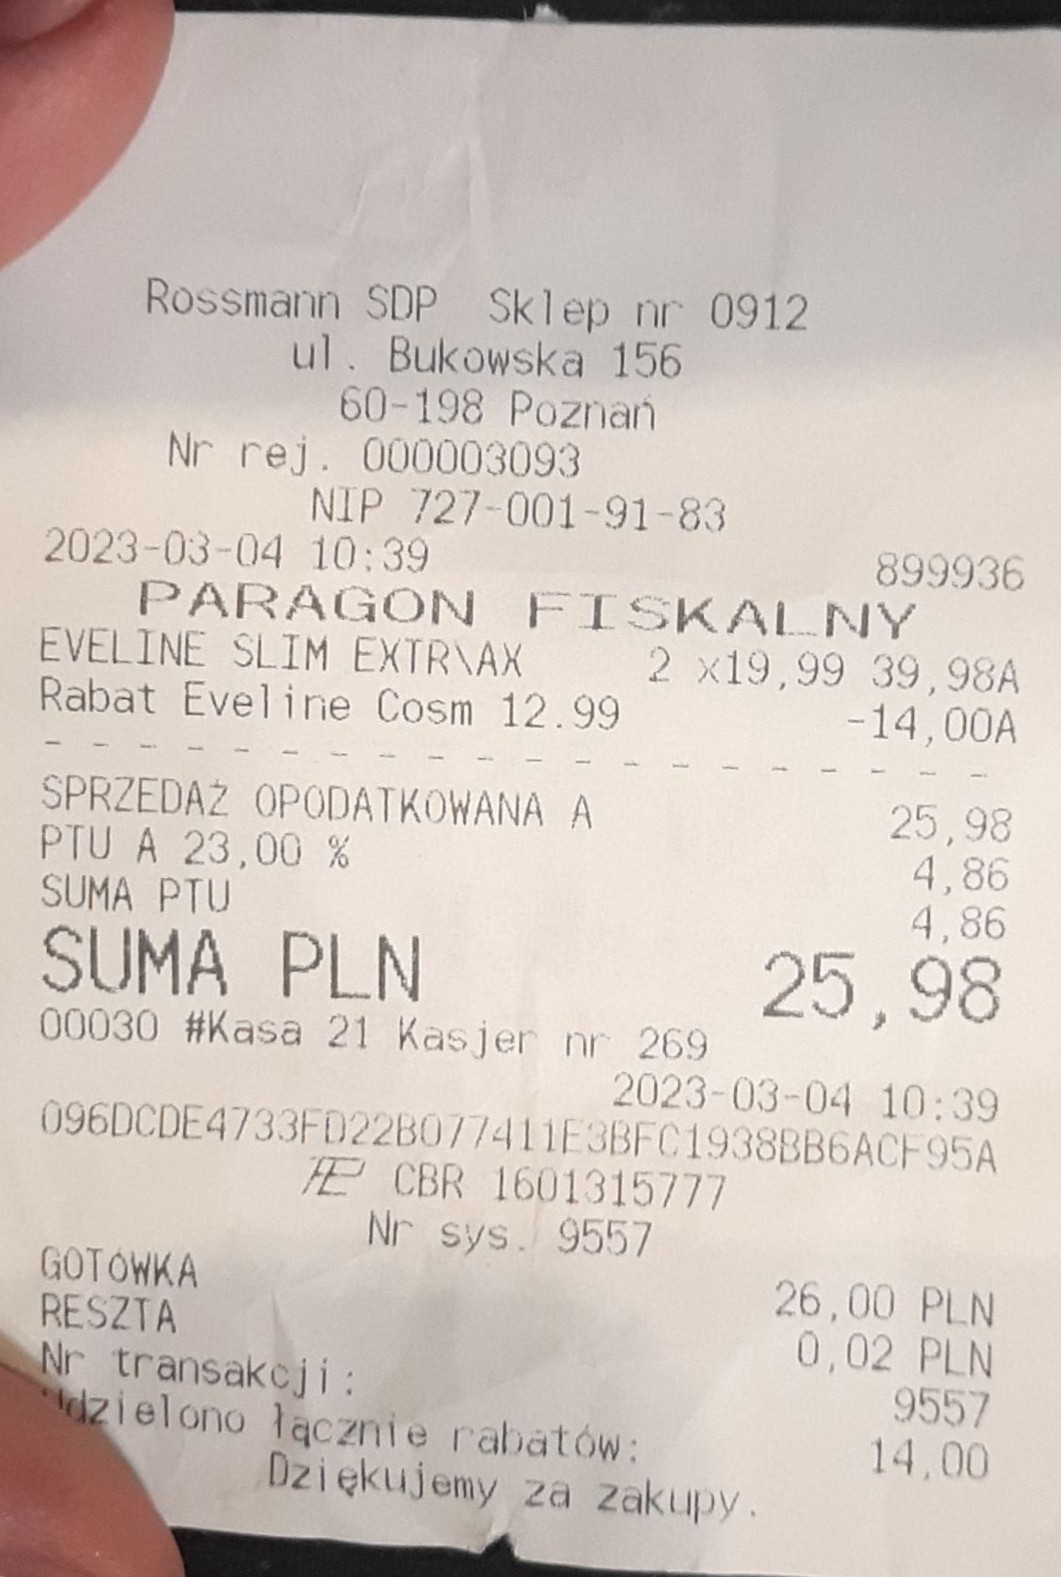 Rossmann SDP Sklep nr 0912
ul. Bukowska 156
60-198 Poznań
Nr rej. 000003093
NIP 727-001-91-83
2023-03-04 10:39 899936
PARAGON FISKALNY
EVELINE SLIM EXTR\AX 2 x19,99 39,98A
Rabat Eveline Cosm 12.99 -14,00A
SPRZEDAŻ OPODATKOWANA A 25,98
PTU A 23,00 % 4,86
SUMA PTU 4,86
SUMA PLN 25,98
00030 #Kasa 21 Kasjer nr 269
2023-03-04 10:39
096DCDE4733FD22B077411E3BFC1938BB6ACF95A
CBR 1601315777
Nr sys. 9557
GOTÓWKA 26,00 PLN
RESZTA 0,02 PLN
Nr transakcji: 9557
Udzielono łącznie rabatów: 14,00
Dziękujemy za zakupy.